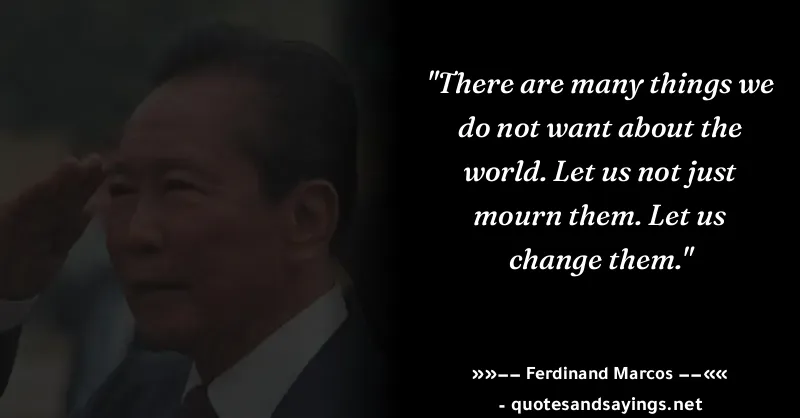 "There are many things we
do not want about the
world. Let us not just
mourn them. Let us
change them."
»»−− Ferdinand Marcos −−««
- quotesandsayings.net